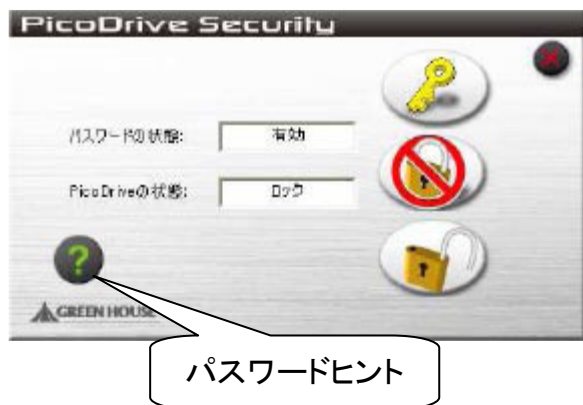 PicoDrive Security
パスワードの状態: 有効
PicoDriveの状態: ロック
?
GREEN HOUSE
パスワードヒント